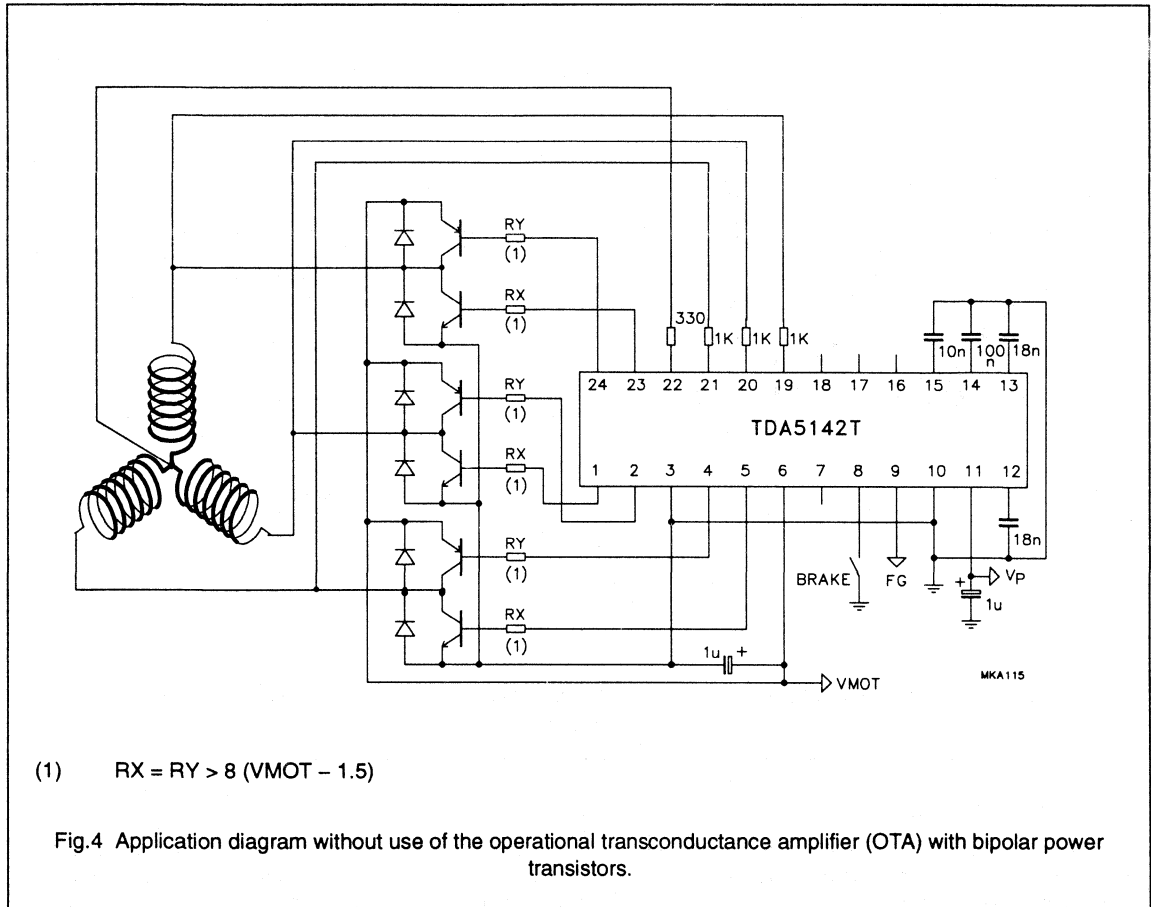 RY
(1)
RX
(1)
330
1K
1K
1K
10n
100
n
18n
RY
(1)
24 23 22 21 20 19 18 17 16 15 14 13
TDA5142T
RX
(1)
1 2 3 4 5 6 7 8 9 10 11 12
18n
RY
(1)
BRAKE
FG
+
VP
1u
RX
(1)
1u
+
VMOT
MKA115
(1) RX = RY > 8 (VMOT – 1.5)
Fig.4 Application diagram without use of the operational transconductance amplifier (OTA) with bipolar power
transistors.